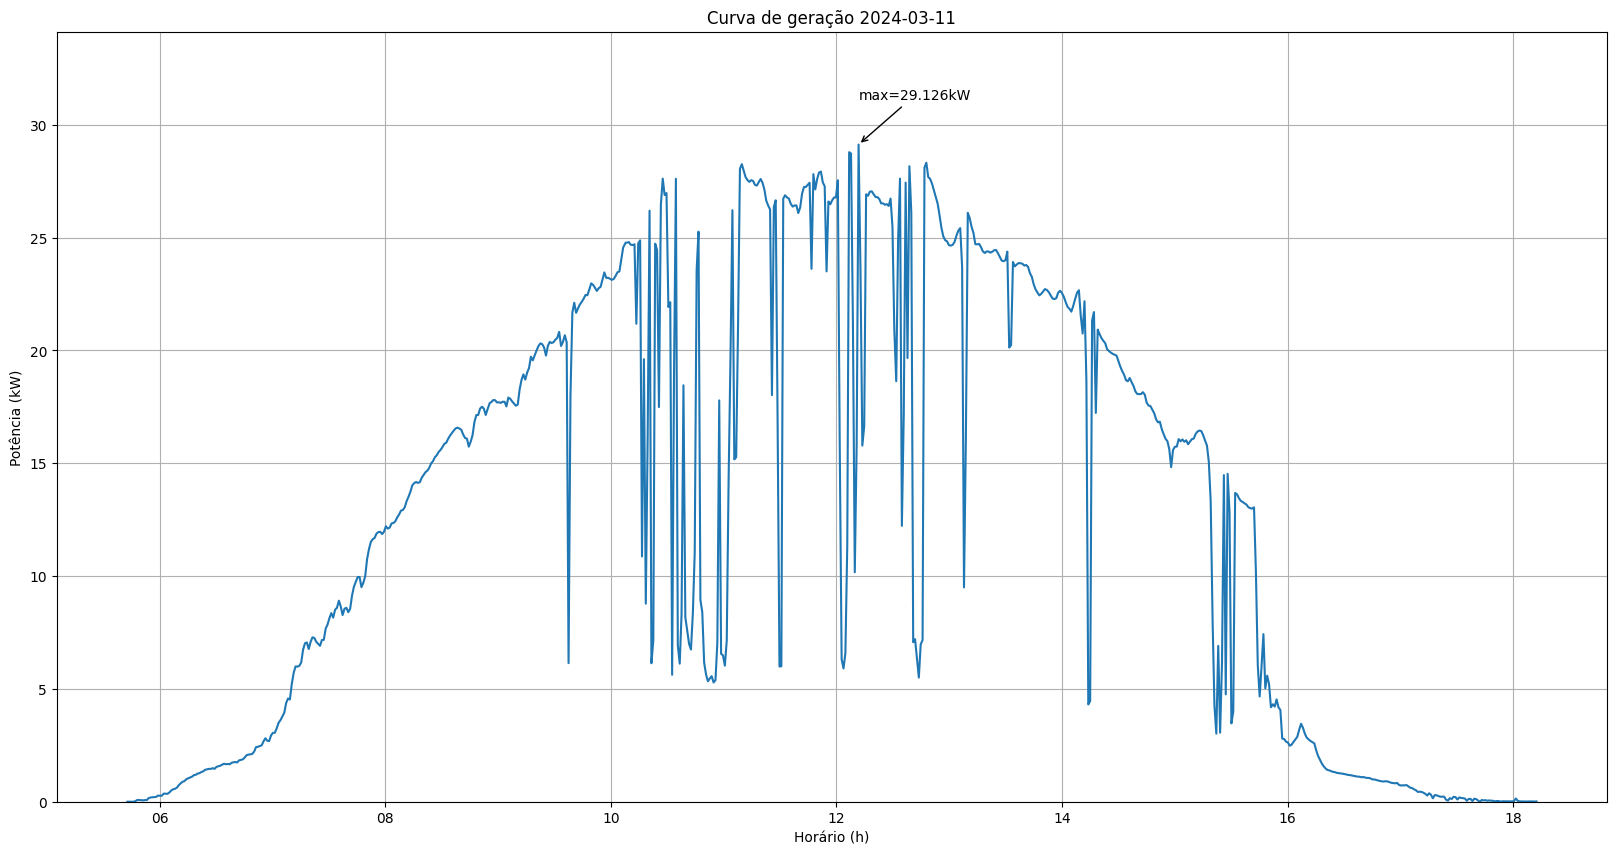 Curva de geração 2024-03-11
max=29.126kW
30
25
20
15
10
5
0
Potência (kW)
06 08 10 12 14 16 18
Horário (h)